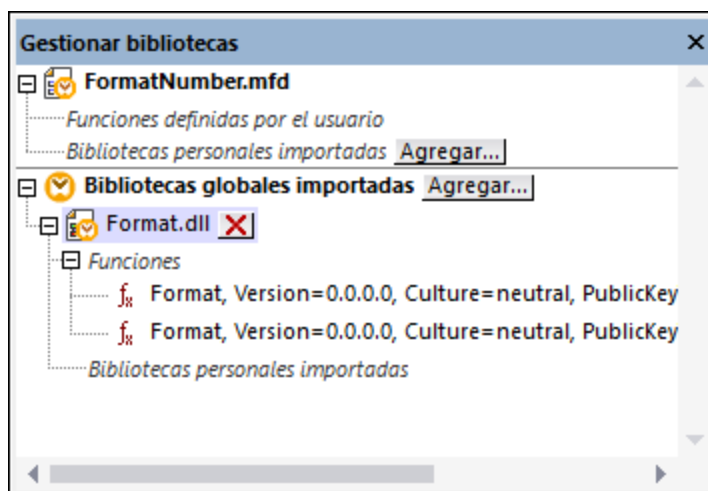 Gestionar bibliotecas
FormatNumber.mfd
Funciones definidas por el usuario
Bibliotecas personales importadas Agregar...
Bibliotecas globales importadas Agregar...
Format.dll
Funciones
fx Format, Version=0.0.0.0, Culture=neutral, PublicKey
fx Format, Version=0.0.0.0, Culture=neutral, PublicKey
Bibliotecas personales importadas